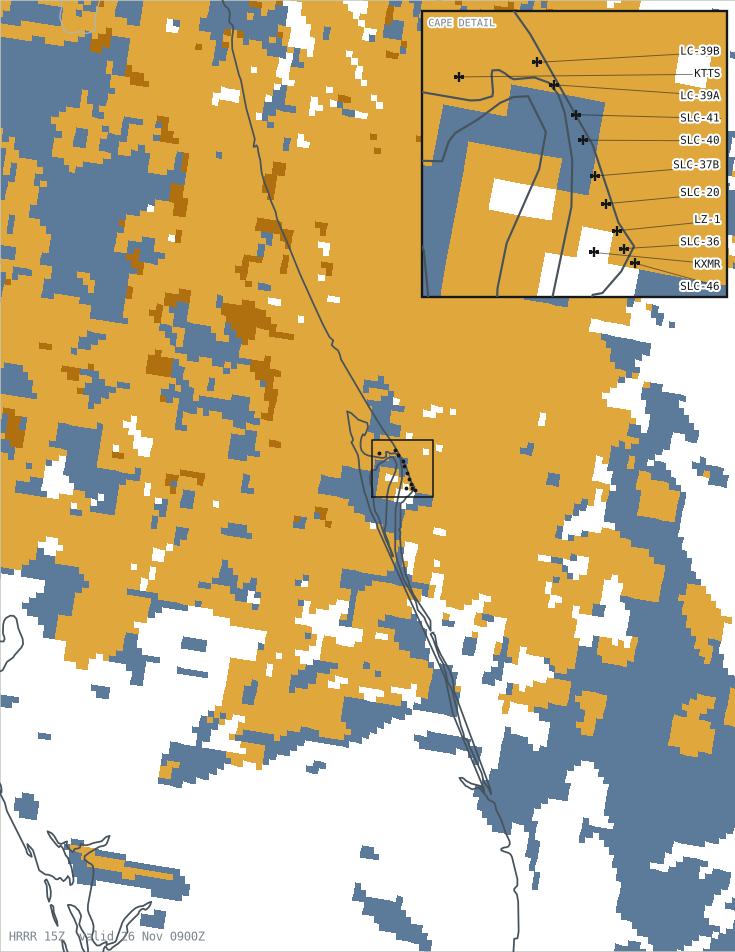 CAPE DETAIL
LC-39B
KTTS
LC-39A
SLC-41
SLC-40
SLC-37B
SLC-20
LZ-1
SLC-36
KXMR
SLC-46
HRRR 15Z valid 26 Nov 0900Z